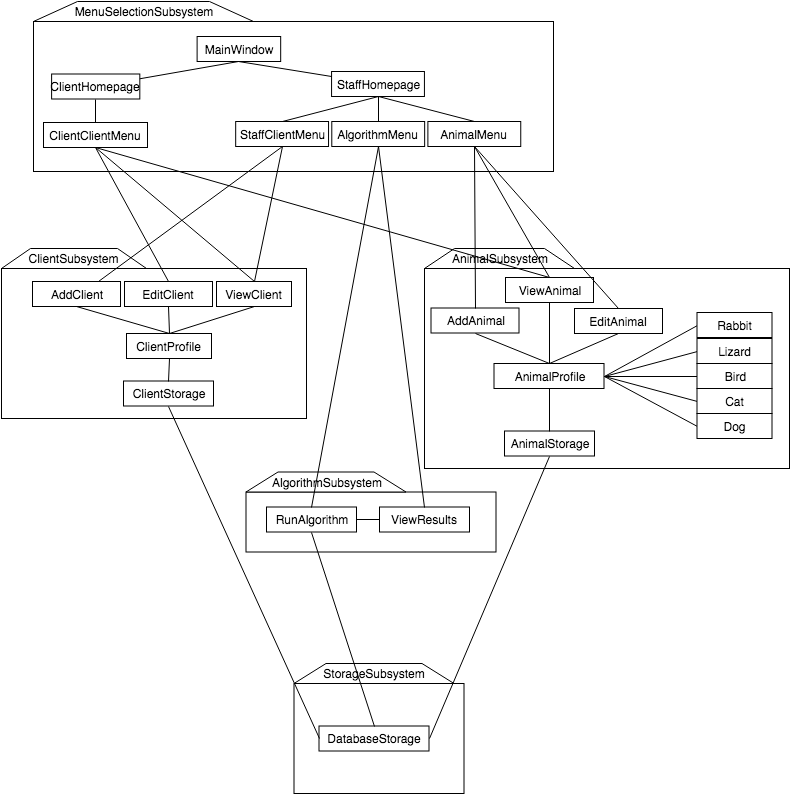 MenuSelectionSubsystem
MainWindow
ClientHomepage
StaffHomepage
ClientClientMenu
StaffClientMenu
AlgorithmMenu
AnimalMenu
ClientSubsystem
AddClient
EditClient
ViewClient
ClientProfile
ClientStorage
AnimalSubsystem
ViewAnimal
AddAnimal
EditAnimal
AnimalProfile
Rabbit
Lizard
Bird
Cat
Dog
AnimalStorage
AlgorithmSubsystem
RunAlgorithm
ViewResults
StorageSubsystem
DatabaseStorage